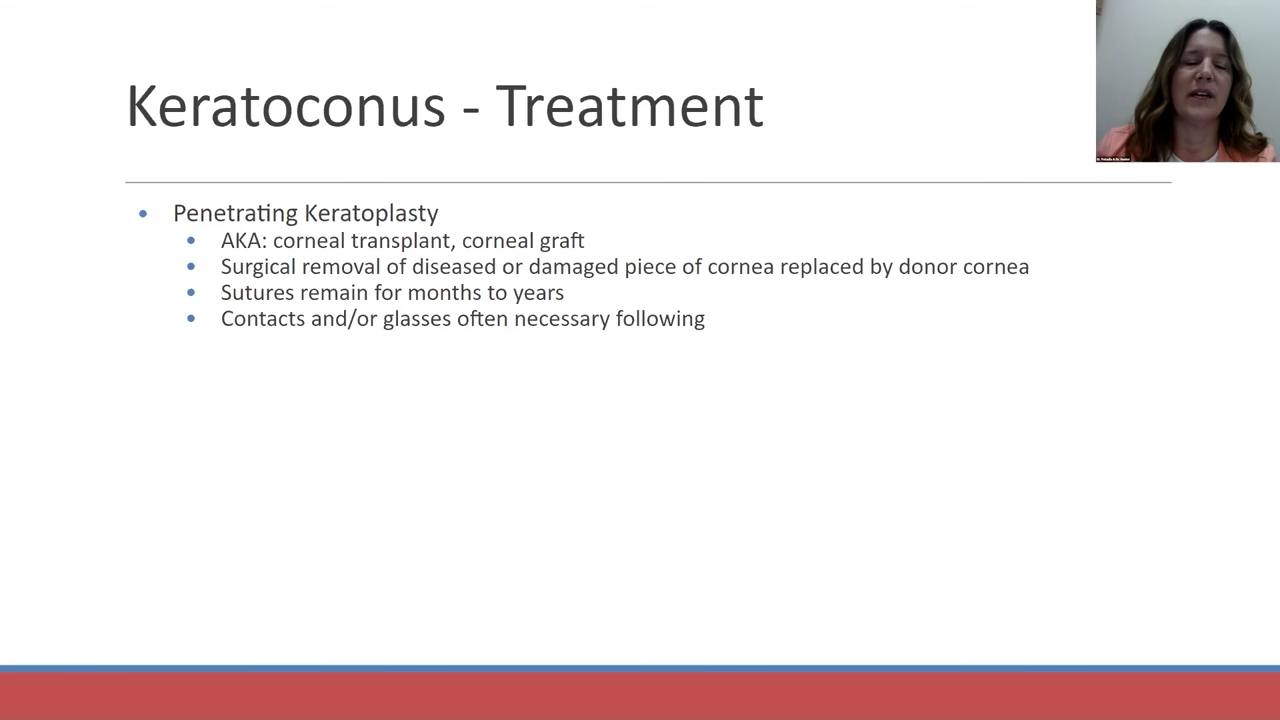 Keratoconus - Treatment
• Penetrating Keratoplasty
• AKA: corneal transplant, corneal graft
• Surgical removal of diseased or damaged piece of cornea replaced by donor cornea
• Sutures remain for months to years
• Contacts and/or glasses often necessary following